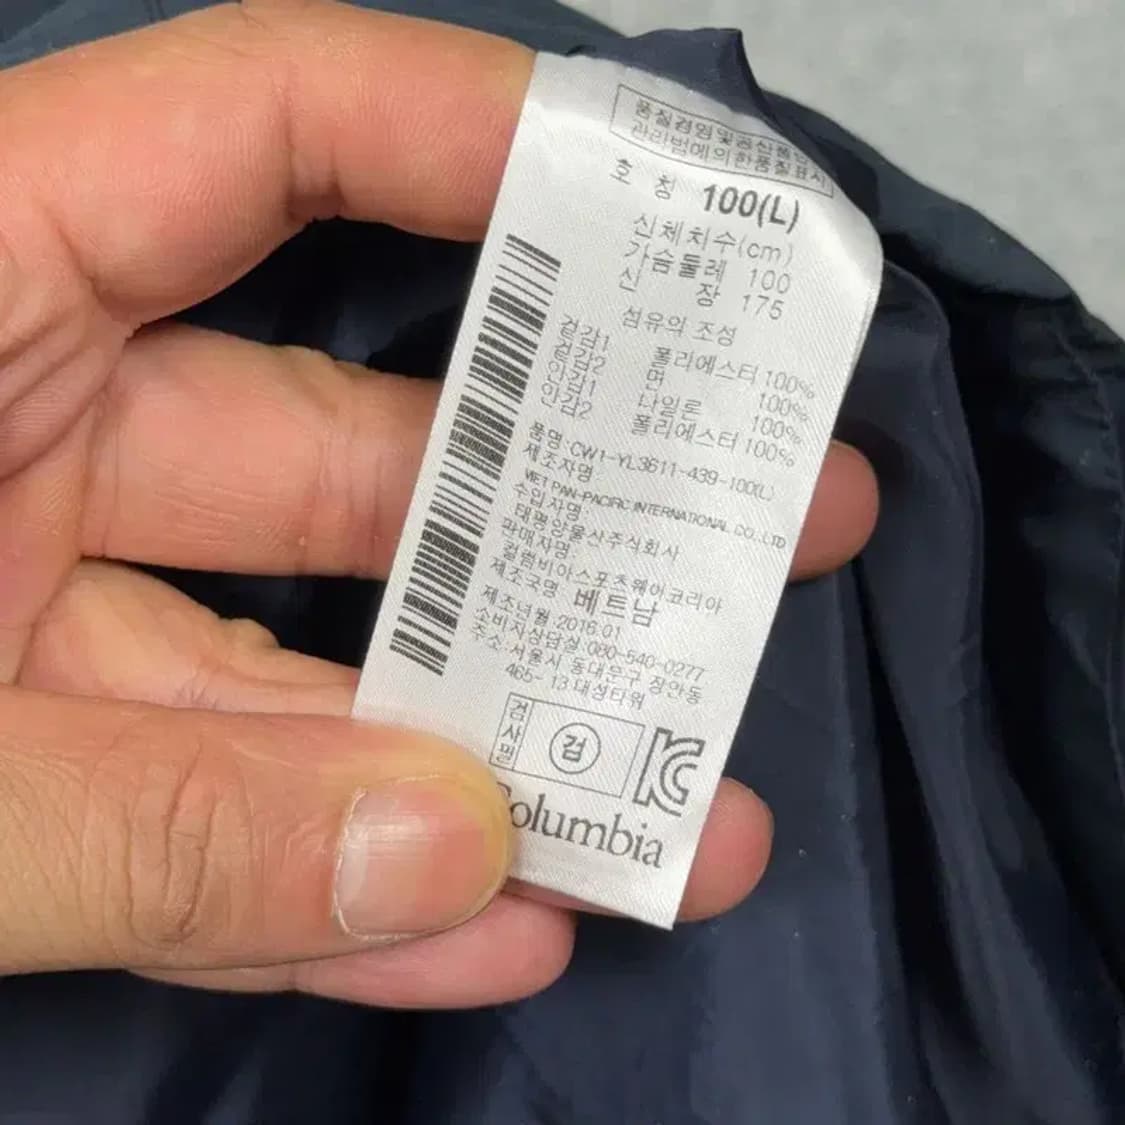 품질경영및공산품안
관리법에의한품질표시
호 칭 100(L)
신체치수(cm)
가슴둘레 100
신 장 175
섬유의 조성
겉감1 폴리에스터 100%
겉감2 면 100%
안감1 나일론 100%
안감2 폴리에스터 100%
품명:CW1-YL3611-439-100(L)
제조자명
VIET PAN-PACIFIC INTERNATIONAL CO.,LTD
수입자명:
태평양물산주식회사
판매자명:
컬럼비아스포츠웨어코리아
제조국명 베트남
제조년월 2016.01
소비자상담실 080-540-0277
주소 서울시 동대문구 장안동
465-13 대성타워
검사필
검
KC
Columbia